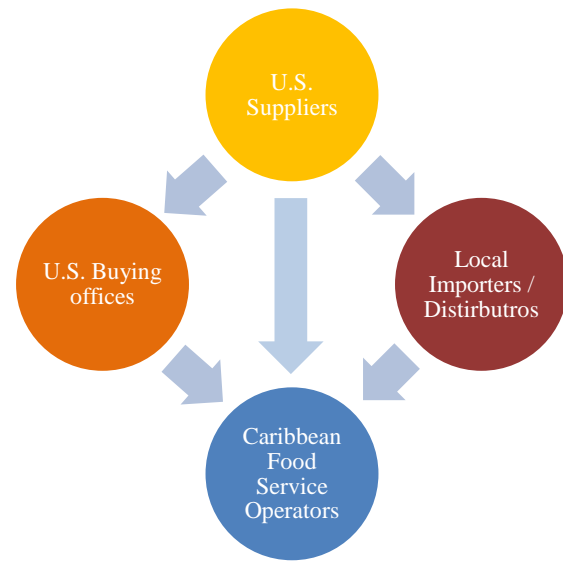 U.S.
Suppliers
U.S. Buying
offices
Local
Importers /
Distirbutros
Caribbean
Food
Service
Operators